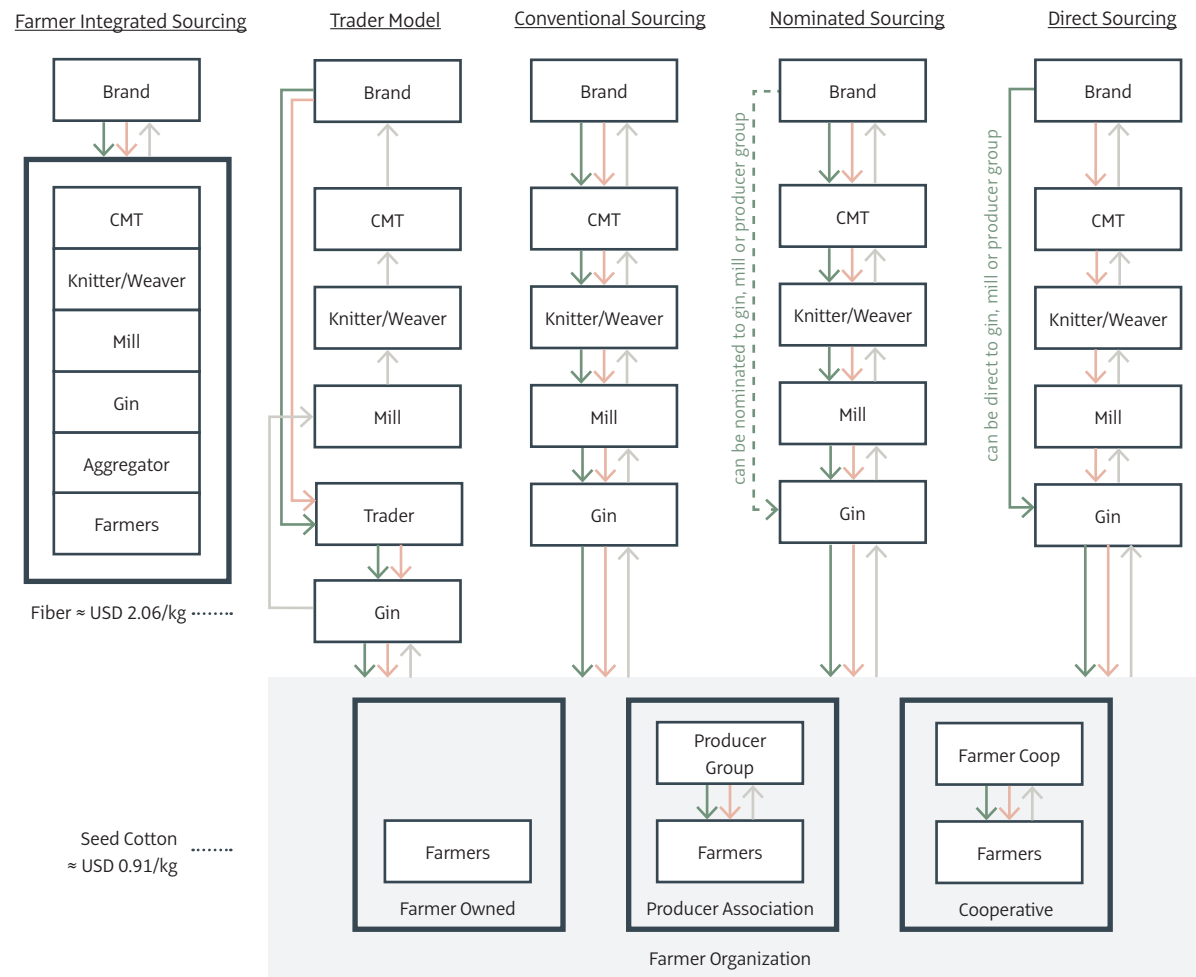 Farmer Integrated Sourcing
Trader Model
Conventional Sourcing
Nominated Sourcing
Direct Sourcing
Brand
CMT
Knitter/Weaver
Mill
Gin
Aggregator
Farmers
Fiber ≈ USD 2.06/kg
Brand
CMT
Knitter/Weaver
Mill
Trader
Gin
Brand
CMT
Knitter/Weaver
Mill
Gin
can be nominated to gin, mill or producer group
Brand
CMT
Knitter/Weaver
Mill
Gin
can be direct to gin, mill or producer group
Brand
CMT
Knitter/Weaver
Mill
Gin
Seed Cotton
≈ USD 0.91/kg
Farmers
Farmer Owned
Producer
Group
Farmers
Producer Association
Farmer Coop
Farmers
Cooperative
Farmer Organization